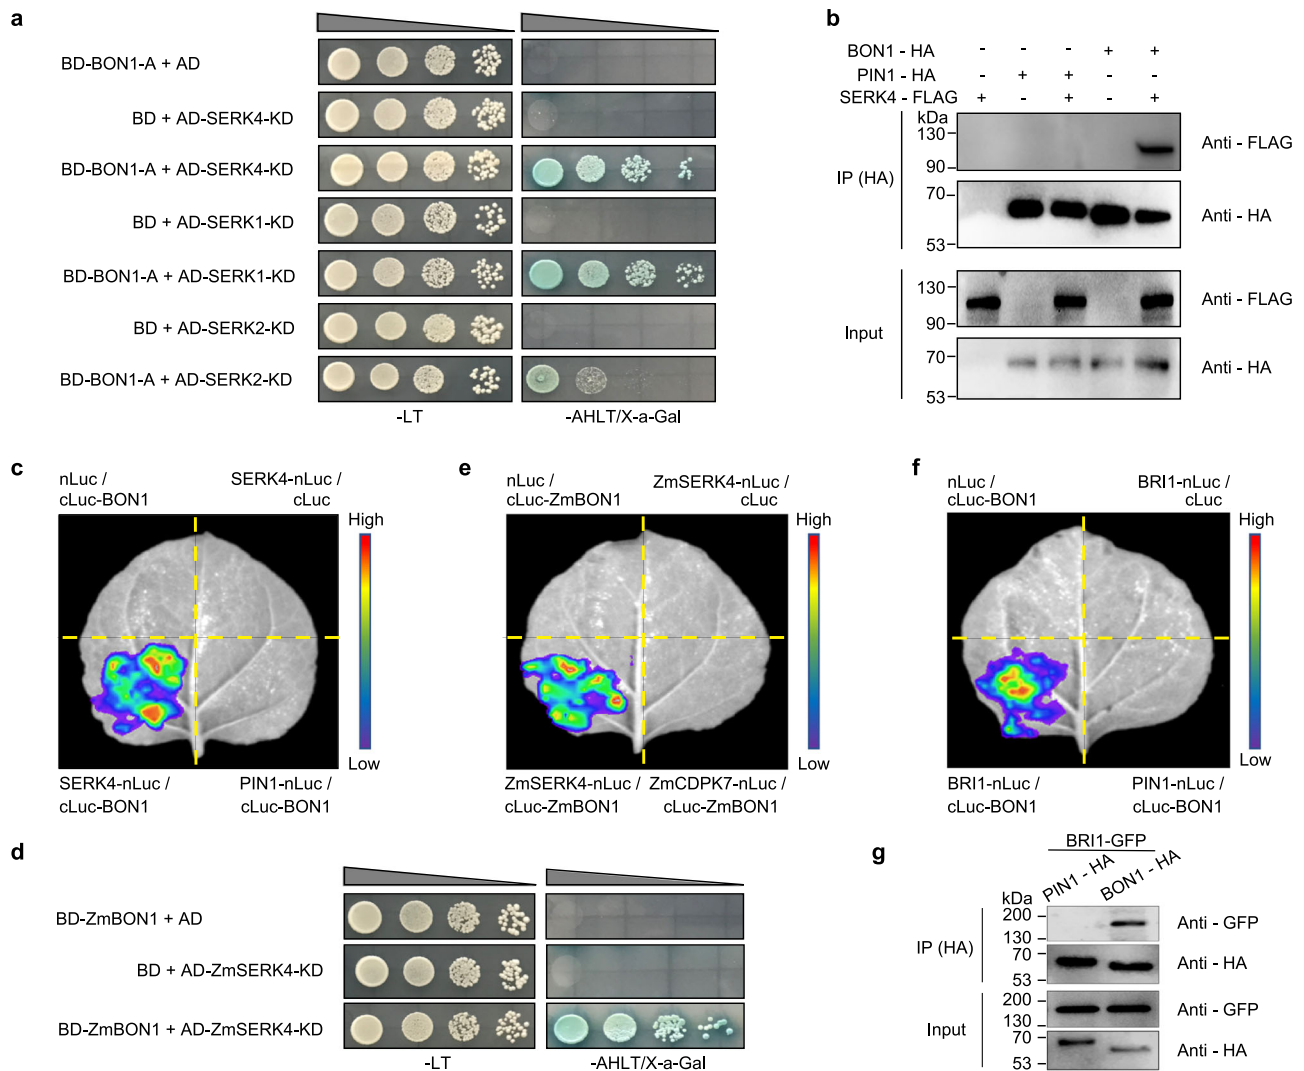 a
BD-BON1-A + AD
BD + AD-SERK4-KD
BD-BON1-A + AD-SERK4-KD
BD + AD-SERK1-KD
BD-BON1-A + AD-SERK1-KD
BD + AD-SERK2-KD
BD-BON1-A + AD-SERK2-KD
-LT
-AHLT/X-a-Gal
b
BON1 - HA - - - + +
PIN1 - HA - + + - -
SERK4 - FLAG + - + - +
kDa
IP (HA)
130
90
Anti - FLAG
70
53
Anti - HA
Input
130
90
Anti - FLAG
70
53
Anti - HA
c
nLuc /
cLuc-BON1
SERK4-nLuc /
cLuc
High
Low
SERK4-nLuc /
cLuc-BON1
PIN1-nLuc /
cLuc-BON1
e
nLuc /
cLuc-ZmBON1
ZmSERK4-nLuc /
cLuc
High
Low
ZmSERK4-nLuc /
cLuc-ZmBON1
ZmCDPK7-nLuc /
cLuc-ZmBON1
f
nLuc /
cLuc-BON1
BRI1-nLuc /
cLuc
High
Low
BRI1-nLuc /
cLuc-BON1
PIN1-nLuc /
cLuc-BON1
d
BD-ZmBON1 + AD
BD + AD-ZmSERK4-KD
BD-ZmBON1 + AD-ZmSERK4-KD
-LT
-AHLT/X-a-Gal
g
BRI1-GFP
PIN1 - HA
BON1 - HA
kDa
IP (HA)
200
130
Anti - GFP
70
53
Anti - HA
Input
200
130
Anti - GFP
70
53
Anti - HA